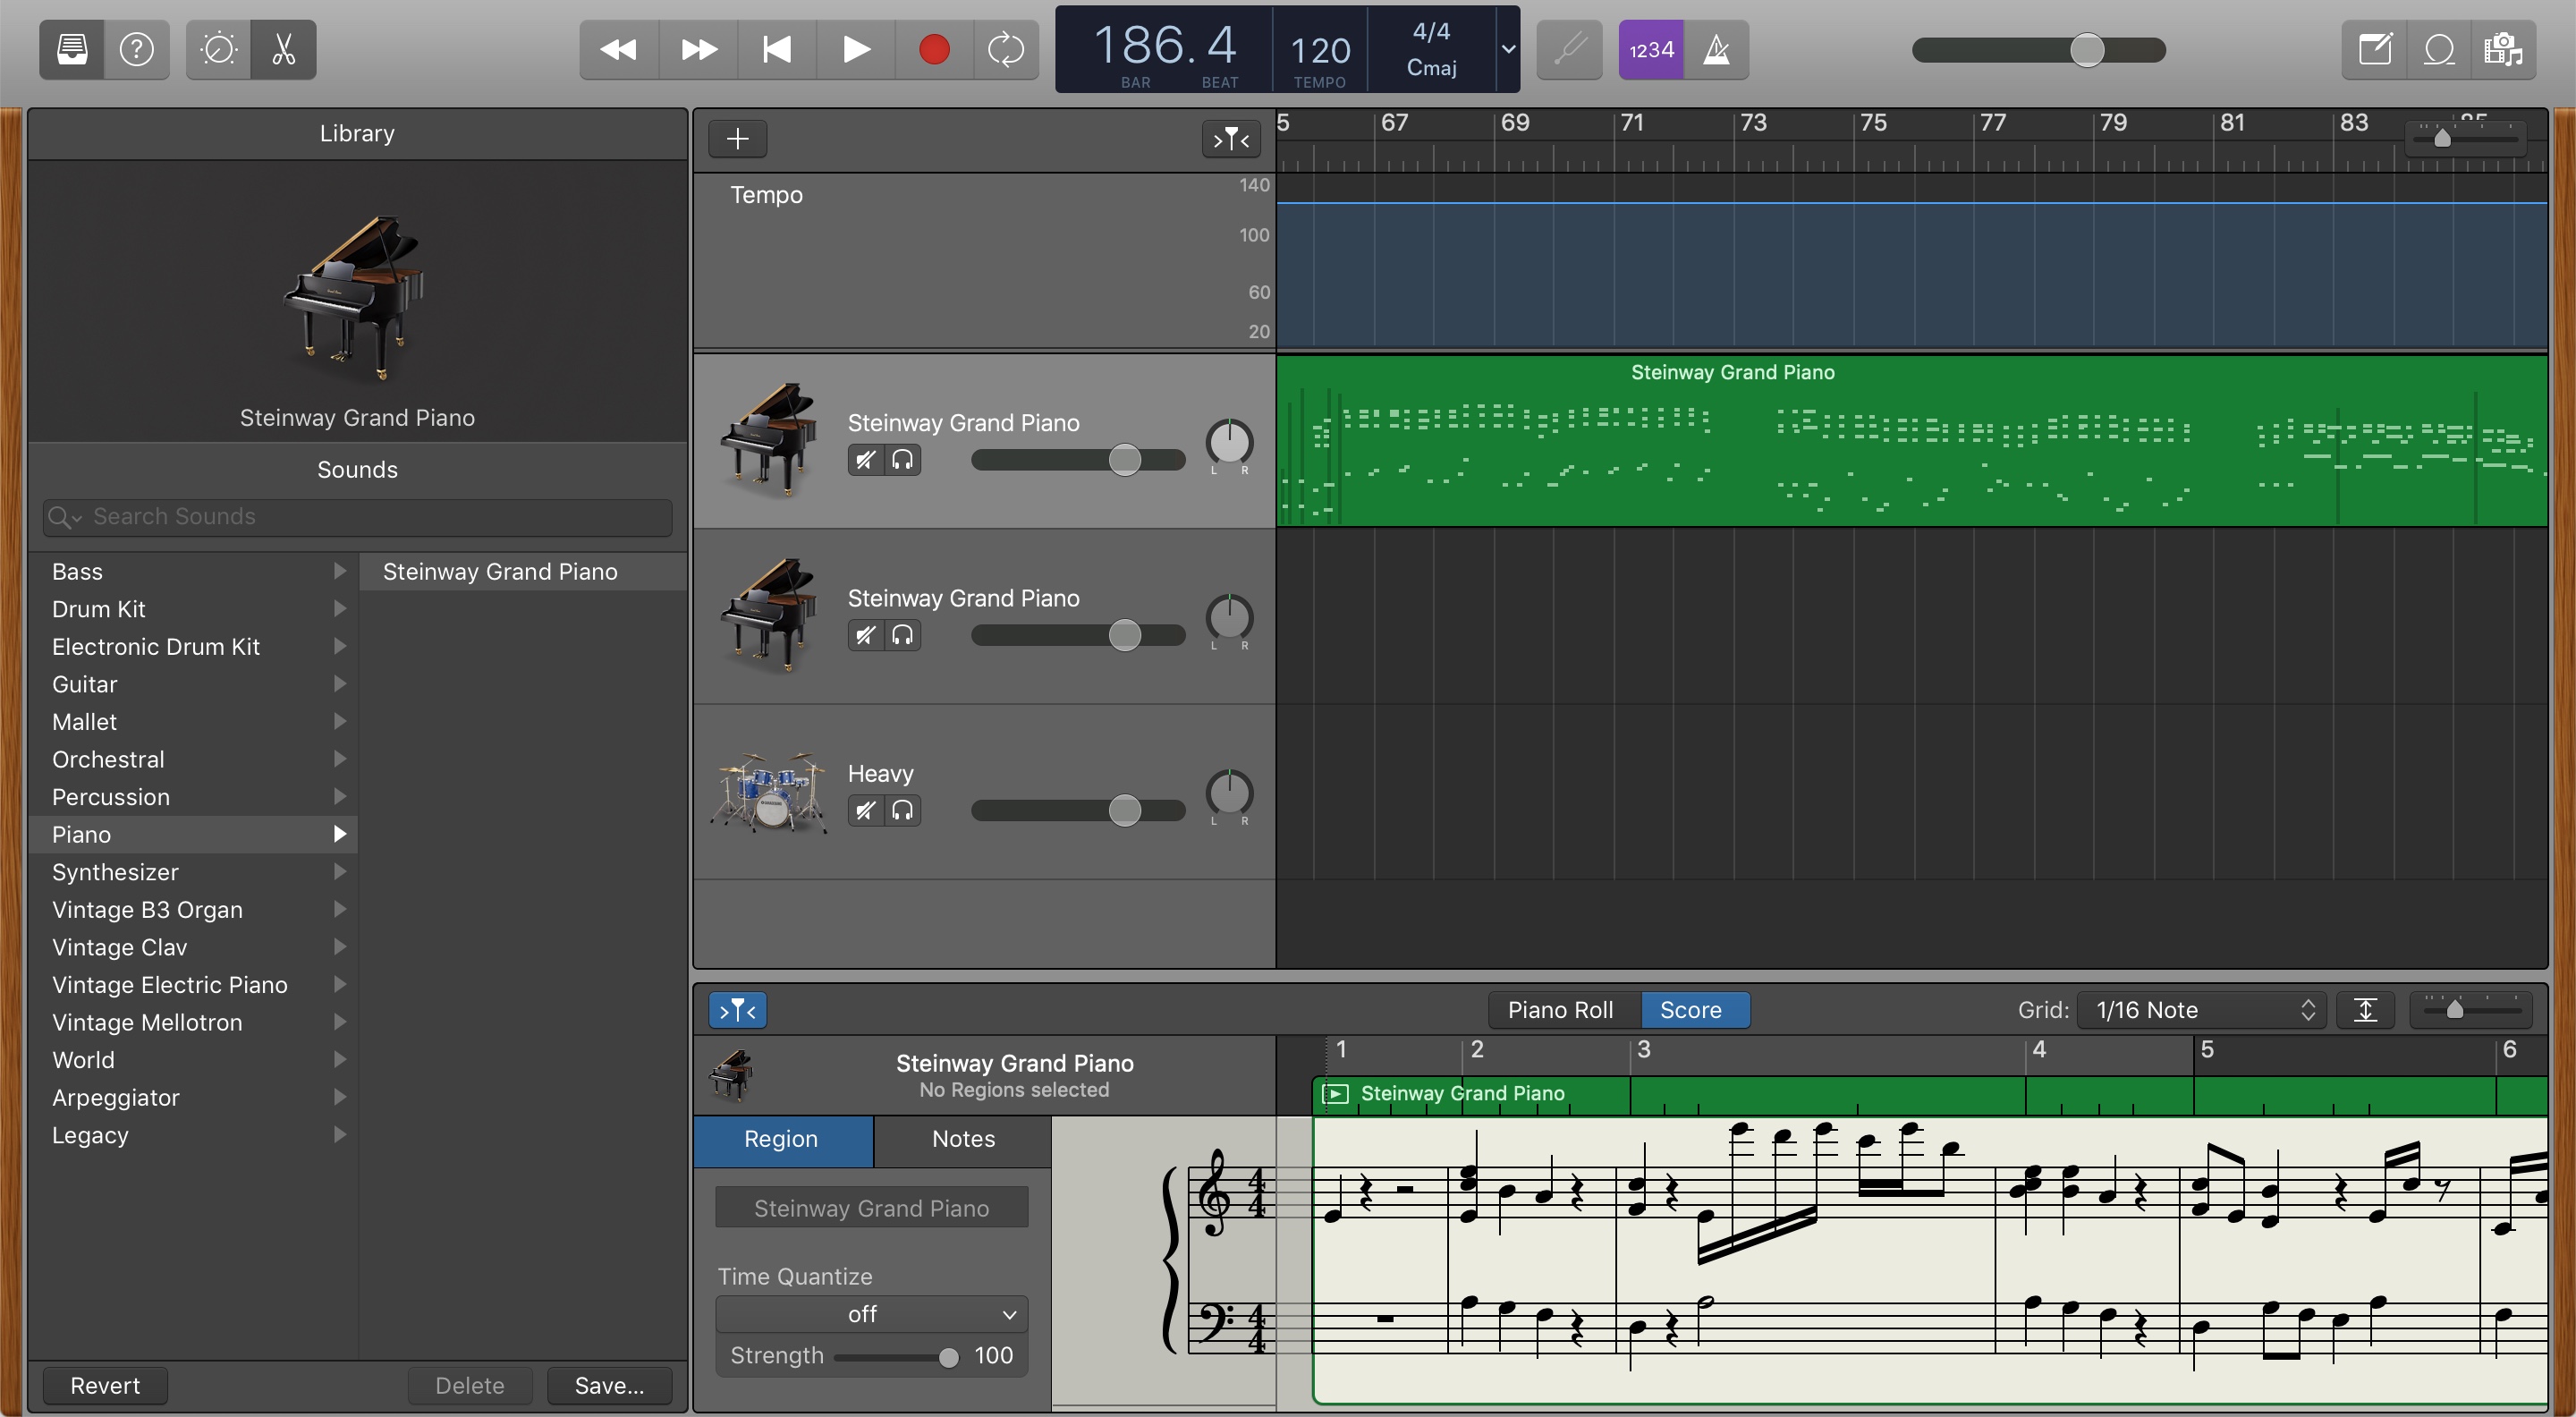 1234
186.4
BAR BEAT
120
TEMPO
4/4
Cmaj
Library
Steinway Grand Piano
Sounds
Search Sounds
Bass
Drum Kit
Electronic Drum Kit
Guitar
Mallet
Orchestral
Percussion
Piano
Synthesizer
Vintage B3 Organ
Vintage Clav
Vintage Electric Piano
Vintage Mellotron
World
Arpeggiator
Legacy
Steinway Grand Piano
Revert
Delete
Save...
5 67 69 71 73 75 77 79 81 83
Tempo
140
100
60
20
Steinway Grand Piano
L R
Steinway Grand Piano
Steinway Grand Piano
L R
Heavy
L R
Piano Roll
Score
Grid:
1/16 Note
Steinway Grand Piano
No Regions selected
1 2 3 4 5 6
Steinway Grand Piano
Region
Notes
Steinway Grand Piano
Time Quantize
off
Strength
100
4
4
4
4